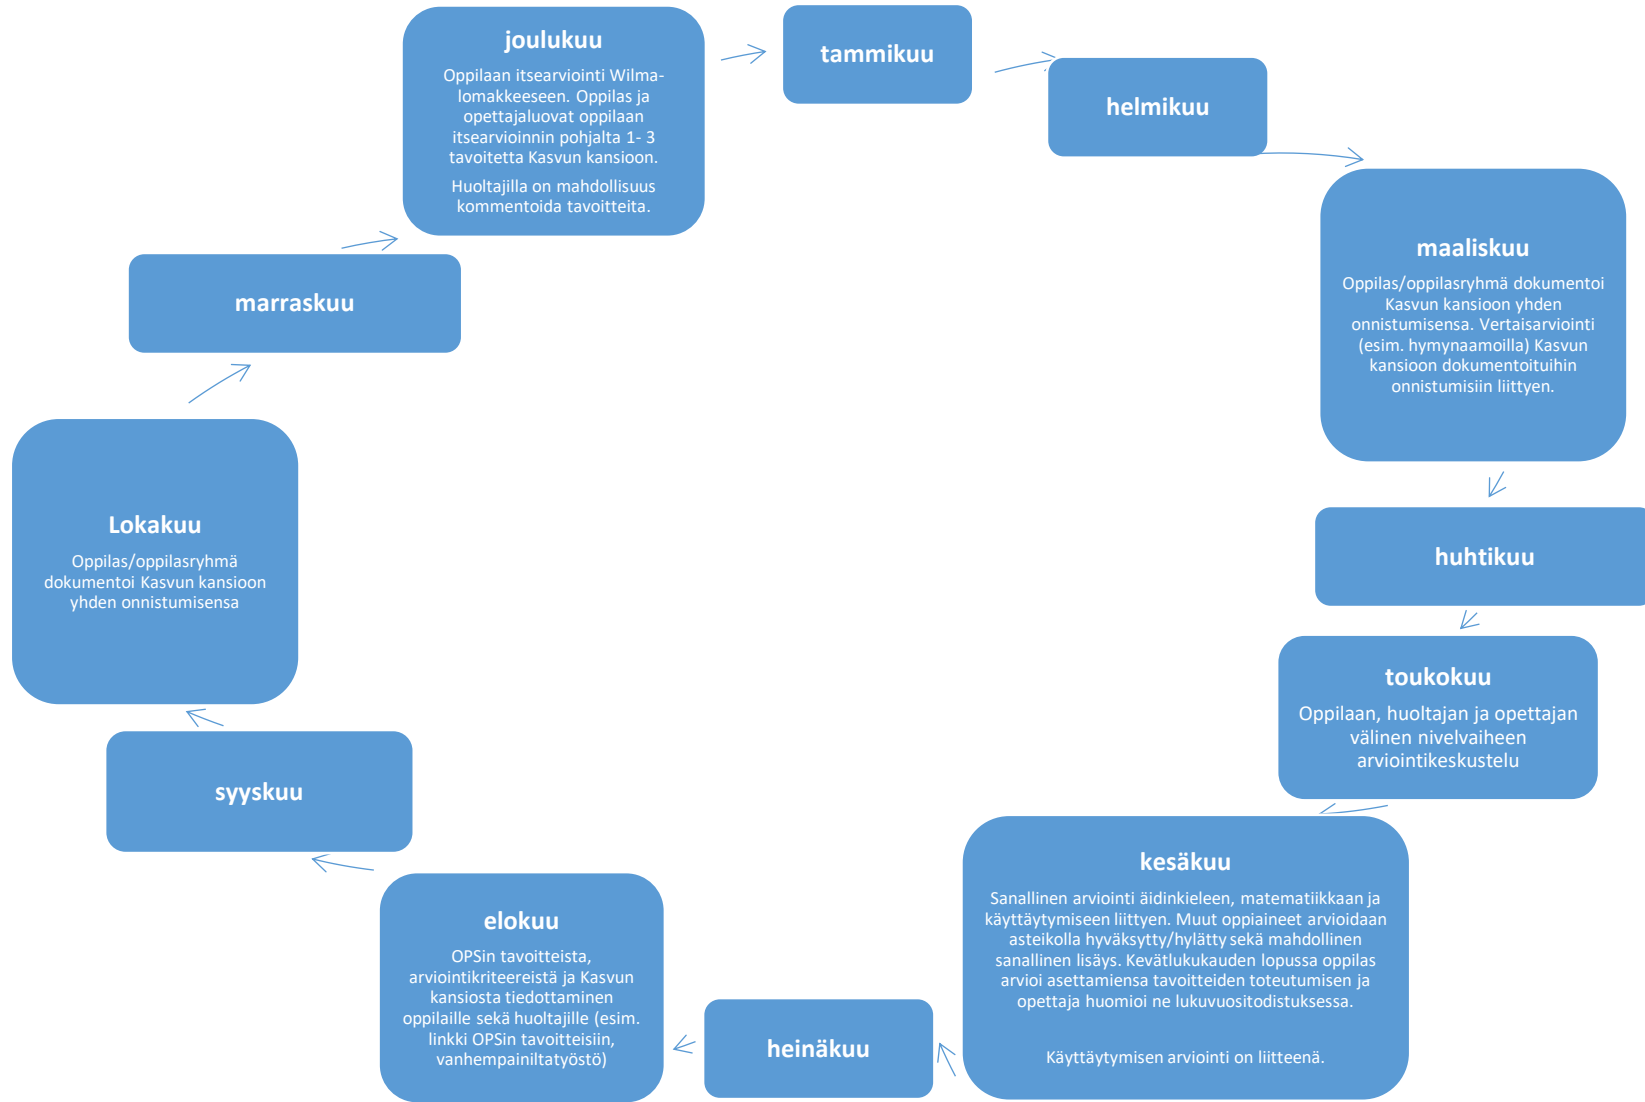 joulukuu
Oppilaan itsearviointi Wilma-
lomakkeeseen. Oppilas ja
opettajaluovat oppilaan
itsearvioinnin pohjalta 1- 3
tavoitetta Kasvun kansioon.
Huoltajilla on mahdollisuus
kommentoida tavoitteita.
tammikuu
helmikuu
maaliskuu
Oppilas/oppilasryhmä dokumentoi
Kasvun kansioon yhden
onnistumisensa. Vertaisarviointi
(esim. hymynaamoilla) Kasvun
kansioon dokumentoituihin
onnistumisiin liittyen.
huhtikuu
toukokuu
Oppilaan, huoltajan ja opettajan
välinen nivelvaiheen
arviointikeskustelu
kesäkuu
Sanallinen arviointi äidinkieleen, matematiikkaan ja
käyttäytymiseen liittyen. Muut oppiaineet arvioidaan
asteikolla hyväksytty/hylätty sekä mahdollinen
sanallinen lisäys. Kevätlukukauden lopussa oppilas
arvioi asettamiensa tavoitteiden toteutumisen ja
opettaja huomioi ne lukuvuositodistuksessa.
Käyttäytymisen arviointi on liitteenä.
heinäkuu
elokuu
OPSin tavoitteista,
arviointikriteereistä ja Kasvun
kansiosta tiedottaminen
oppilaille sekä huoltajille (esim.
linkki OPSin tavoitteisiin,
vanhempainiltatyöstö)
syyskuu
Lokakuu
Oppilas/oppilasryhmä
dokumentoi Kasvun kansioon
yhden onnistumisensa
marraskuu